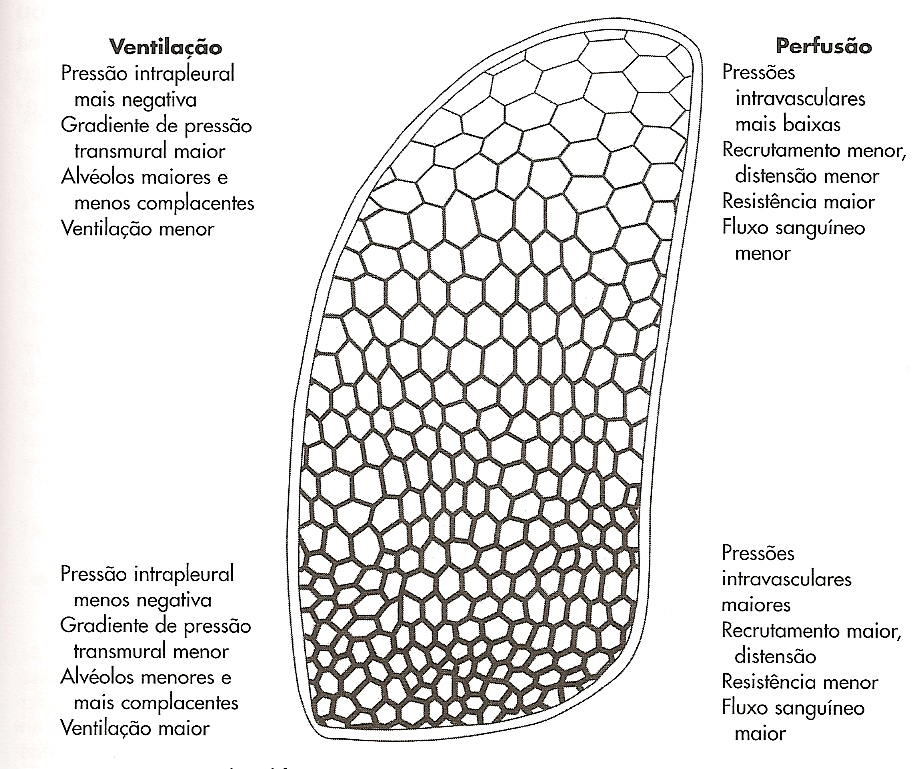 Ventilação
Pressão intrapleural
mais negativa
Gradiente de pressão
transmural maior
Alvéolos maiores e
menos complacentes
Ventilação menor
Perfusão
Pressões
intravasculares
mais baixas
Recrutamento menor,
distensão menor
Resistência maior
Fluxo sanguíneo
menor
Pressão intrapleural
menos negativa
Gradiente de pressão
transmural menor
Alvéolos menores e
mais complacentes
Ventilação maior
Pressões
intravasculares
maiores
Recrutamento maior,
distensão
Resistência menor
Fluxo sanguíneo
maior